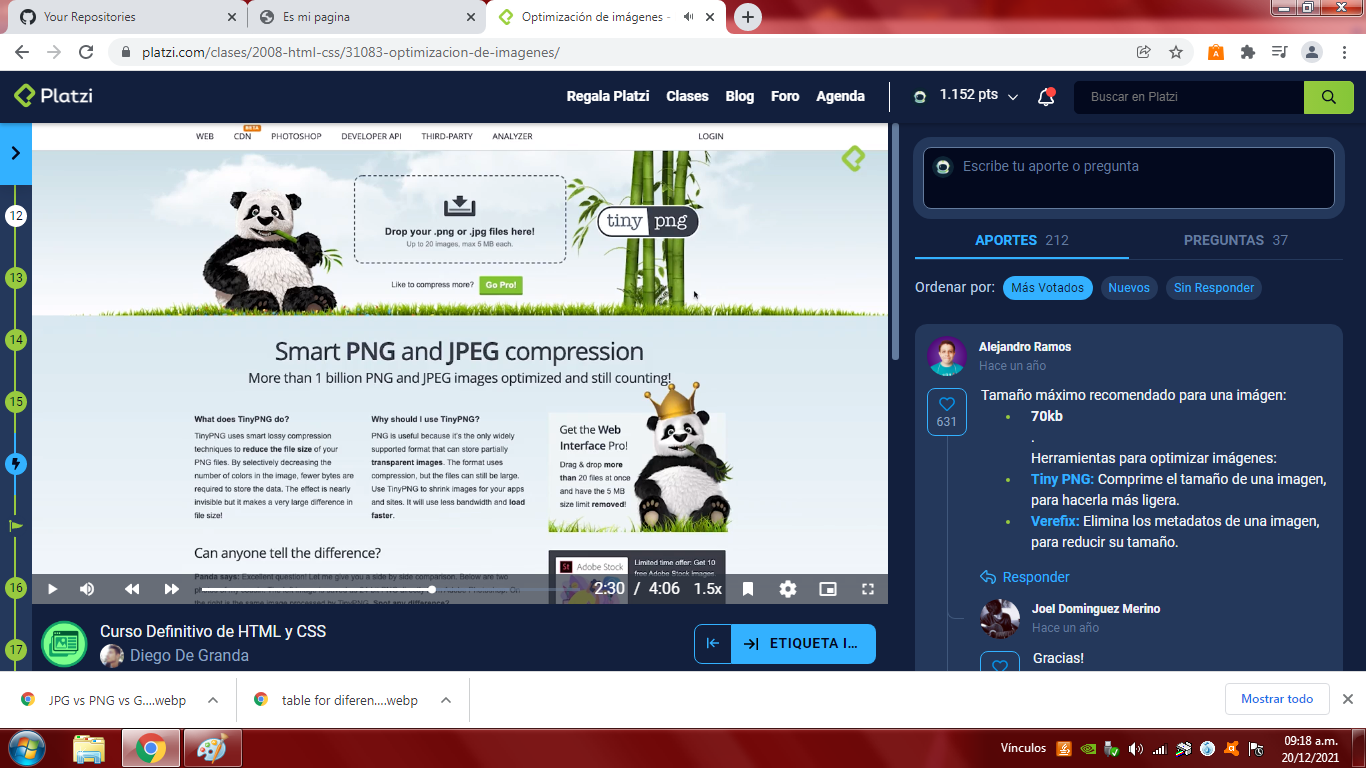 Your Repositories
Es mi pagina
Optimización de imágenes -
platzi.com/clases/2008-html-css/31083-optimizacion-de-imagenes/
Platzi
Regala Platzi Clases Blog Foro Agenda
1.152 pts
Buscar en Platzi
12
13
14
15
16
17
WEB CDN BETA PHOTOSHOP DEVELOPER API THIRD-PARTY ANALYZER LOGIN
Drop your .png or .jpg files here!
Up to 20 images, max 5 MB each.
tiny png
Like to compress more? Go Pro!
Smart PNG and JPEG compression
More than 1 billion PNG and JPEG images optimized and still counting!
What does TinyPNG do?
TinyPNG uses smart lossy compression
techniques to reduce the file size of your
PNG files. By selectively decreasing the
number of colors in the image, fewer bytes are
required to store the data. The effect is nearly
invisible but it makes a very large difference in
file size!
Why should I use TinyPNG?
PNG is useful because it's the only widely
supported format that can store partially
transparent images. The format uses
compression, but the files can still be large.
Use TinyPNG to shrink images for your apps
and sites. It will use less bandwidth and load
faster.
Get the Web
Interface Pro!
Drag & drop more
than 20 files at once
and have the 5 MB
size limit removed!
Can anyone tell the difference?
Panda says: Excellent question! Let me give you a side by side comparison. Below are two
St Adobe Stock
Limited time offer: Get 10
free Adobe Stock images.
2:30 / 4:06 1.5x
Curso Definitivo de HTML y CSS
Diego De Granda
ETIQUETA I...
Escribe tu aporte o pregunta
APORTES 212
PREGUNTAS 37
Ordenar por: Más Votados Nuevos Sin Responder
Alejandro Ramos
Hace un año
631
Tamaño máximo recomendado para una imágen:
• 70kb
.
Herramientas para optimizar imágenes:
• Tiny PNG: Comprime el tamaño de una imagen,
para hacerla más ligera.
• Verefix: Elimina los metadatos de una imagen,
para reducir su tamaño.
Responder
Joel Dominguez Merino
Hace un año
Gracias!
JPG vs PNG vs G....webp
table for diferen....webp
Mostrar todo
Vínculos
09:18 a.m.
20/12/2021